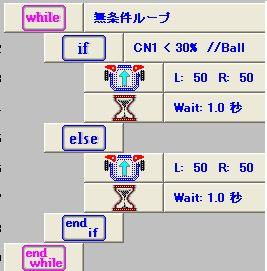 while 無条件ループ
if CN1 < 30% //Ball
L: 50 R: 50
Wait: 1.0 秒
else
L: 50 R: 50
Wait: 1.0 秒
end if
end while